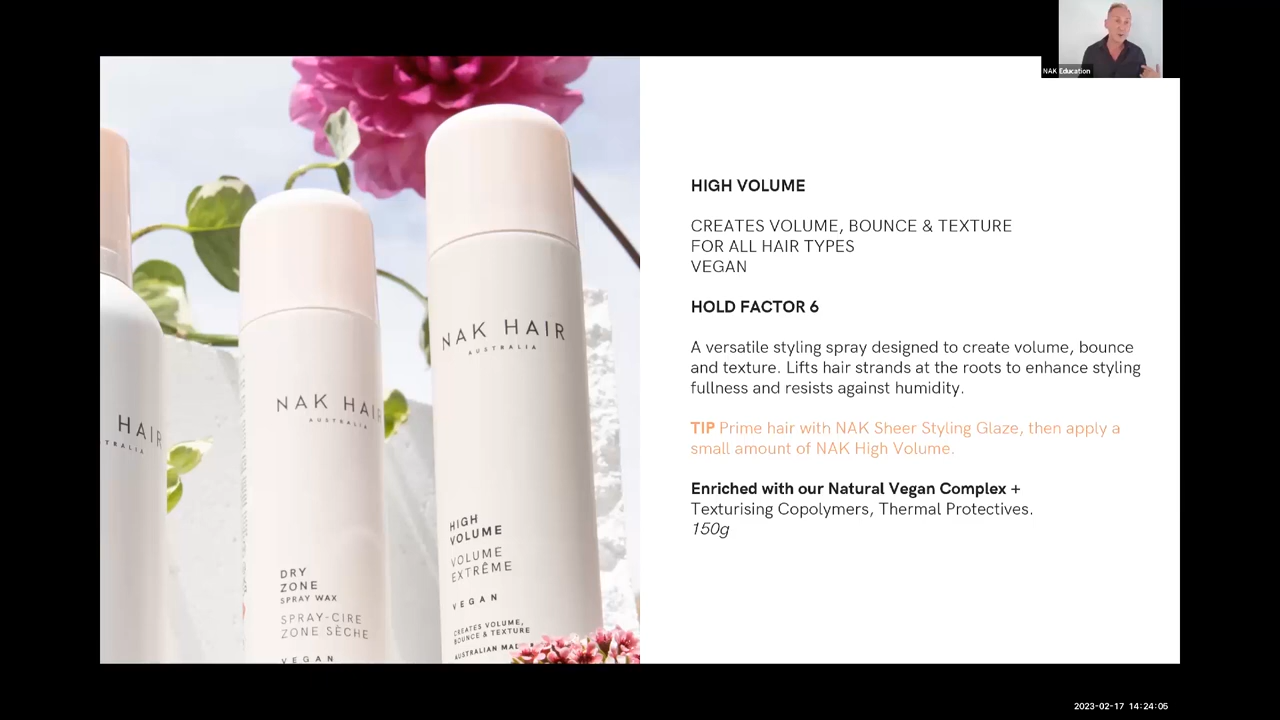 NAK Education
HIGH VOLUME
CREATES VOLUME, BOUNCE & TEXTURE
FOR ALL HAIR TYPES
VEGAN
HOLD FACTOR 6
A versatile styling spray designed to create volume, bounce
and texture. Lifts hair strands at the roots to enhance styling
fullness and resists against humidity.
TIP Prime hair with NAK Sheer Styling Glaze, then apply a
small amount of NAK High Volume.
Enriched with our Natural Vegan Complex +
Texturising Copolymers, Thermal Protectives.
150g
HAIR
TRALIA
NAK HAIR
AUSTRALIA
DRY
ZONE
SPRAY WAX
SPRAY-CIRE
ZONE SÈCHE
VEGAN
NAK HAIR
AUSTRALIA
HIGH
VOLUME
VOLUME
EXTRÊME
VEGAN
CREATES VOLUME,
BOUNCE & TEXTURE
AUSTRALIAN MADE
2023-02-17 14:24:05